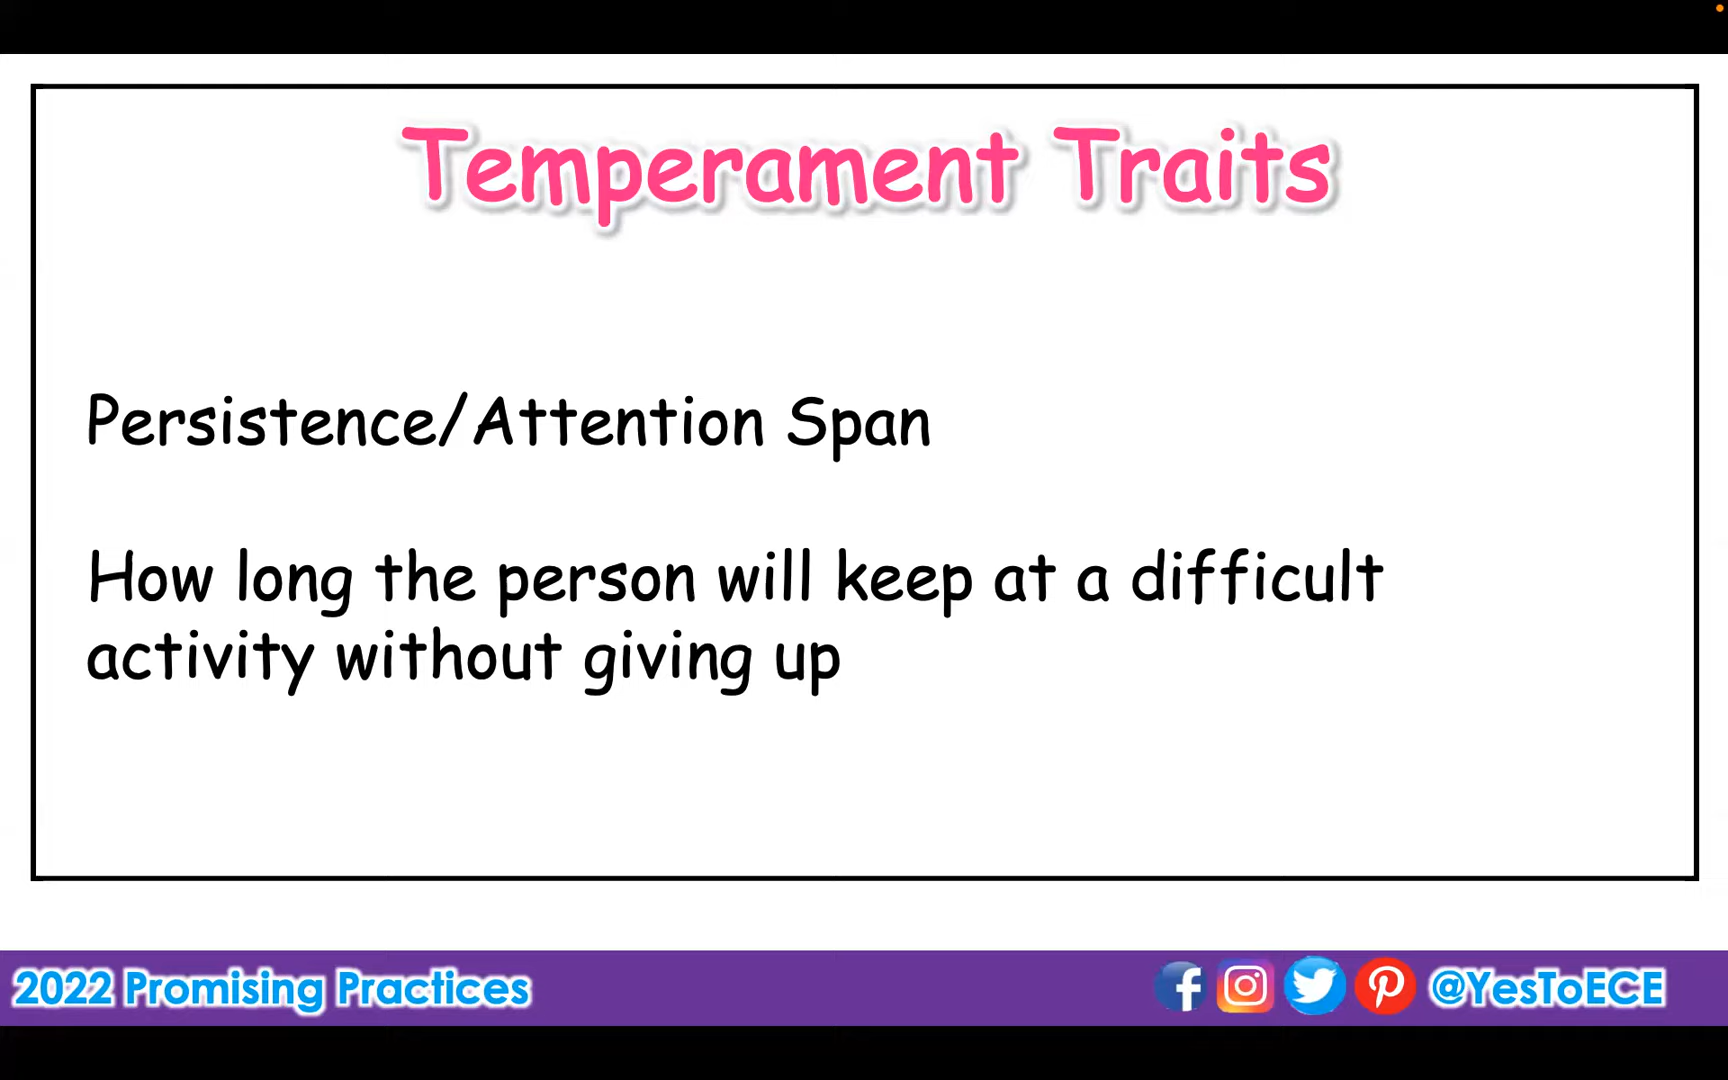 Temperament Traits
Persistence/Attention Span
How long the person will keep at a difficult
activity without giving up
2022 Promising Practices
@YesToECE